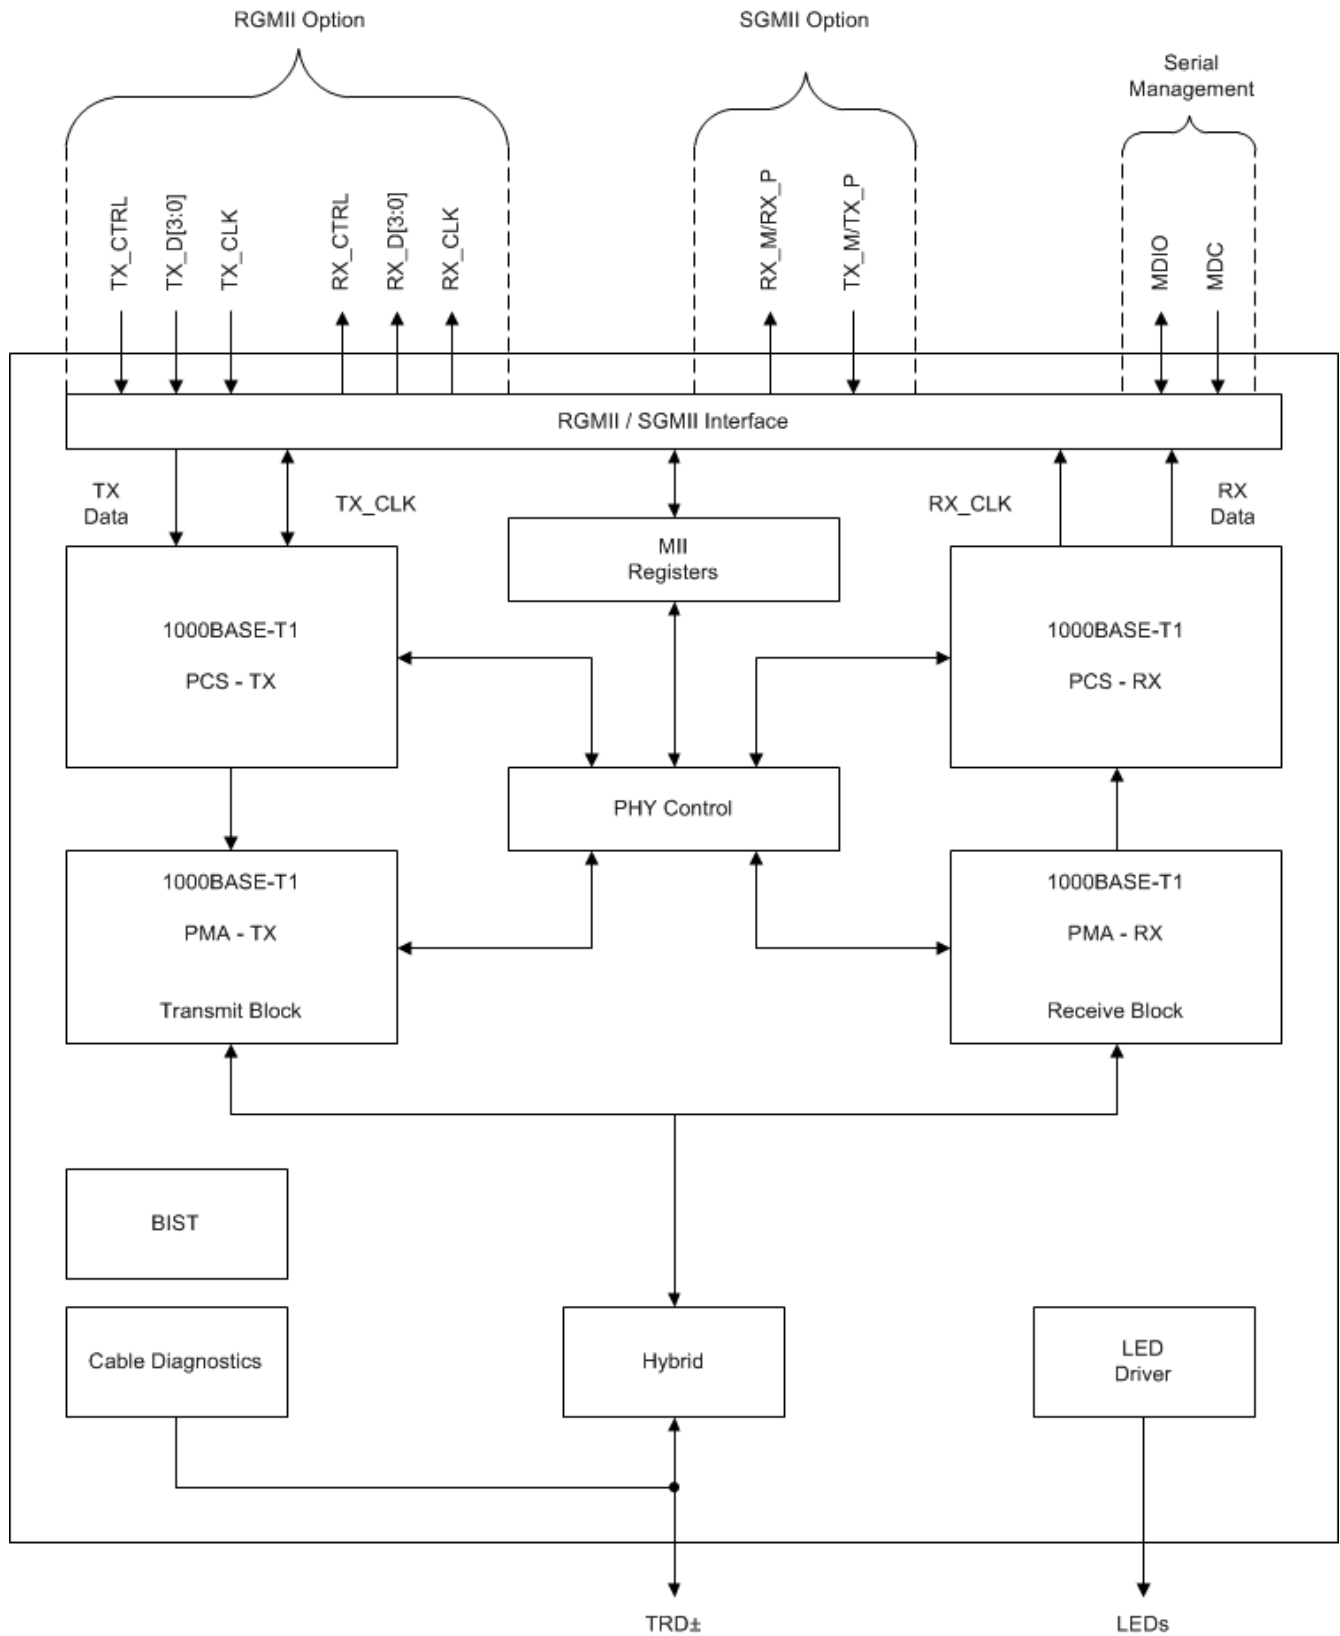 RGMII Option
SGMII Option
Serial
Management
TX_CTRL
TX_D[3:0]
TX_CLK
RX_CTRL
RX_D[3:0]
RX_CLK
RX_M/RX_P
TX_M/TX_P
MDIO
MDC
RGMII / SGMII Interface
TX
Data
TX_CLK
RX_CLK
RX
Data
MII
Registers
1000BASE-T1
PCS - TX
1000BASE-T1
PCS - RX
PHY Control
1000BASE-T1
PMA - TX
Transmit Block
1000BASE-T1
PMA - RX
Receive Block
BIST
Cable Diagnostics
Hybrid
LED
Driver
TRD±
LEDs